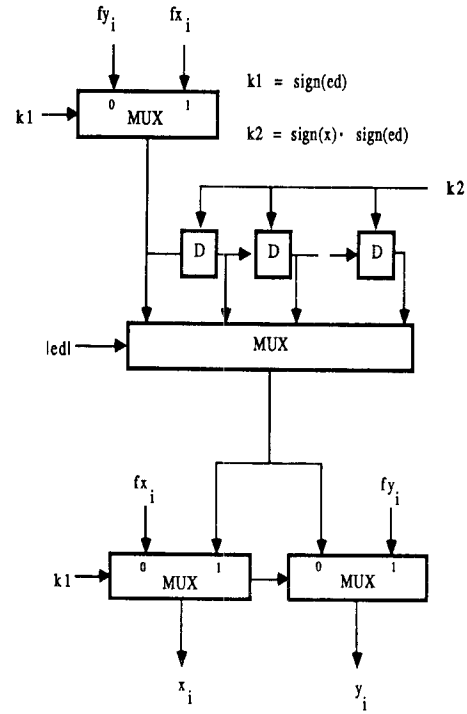 fy i fx i
k1 = sign(ed)
0 1
k1 MUX
k2 = sign(x)· sign(ed)
k2
D D D
|ed| MUX
fx i fy i
0 1 0 1
k1 MUX MUX
x i y i